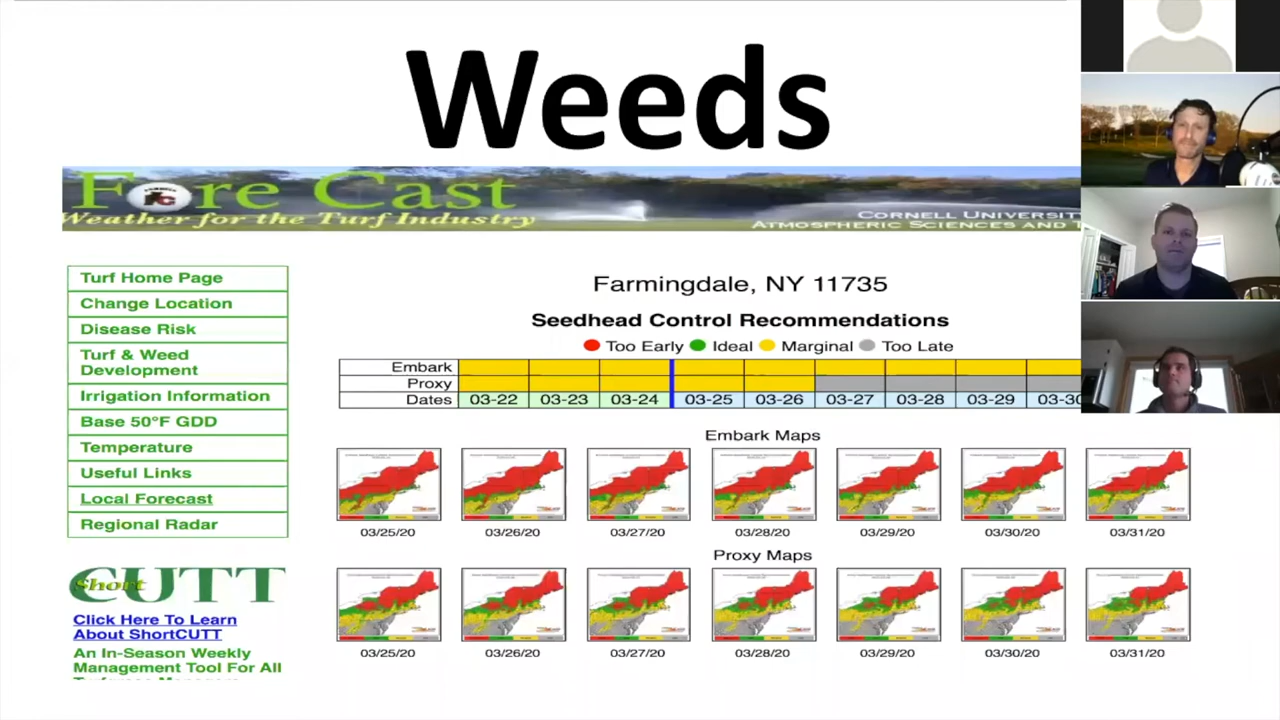 Weeds
Fore Cast
Weather for the Turf Industry
CORNELL UNIVERSITY
ATMOSPHERIC SCIENCES AND T
Turf Home Page
Change Location
Disease Risk
Turf & Weed
Development
Irrigation Information
Base 50°F GDD
Temperature
Useful Links
Local Forecast
Regional Radar
Short CUTT
Click Here To Learn
About ShortCUTT
An In-Season Weekly
Management Tool For All
Farmingdale, NY 11735
Seedhead Control Recommendations
Too Early Ideal Marginal Too Late
Embark
Proxy
Dates 03-22 03-23 03-24 03-25 03-26 03-27 03-28 03-29 03-30
Embark Maps
03/25/20 03/26/20 03/27/20 03/28/20 03/29/20 03/30/20 03/31/20
Proxy Maps
03/25/20 03/26/20 03/27/20 03/28/20 03/29/20 03/30/20 03/31/20